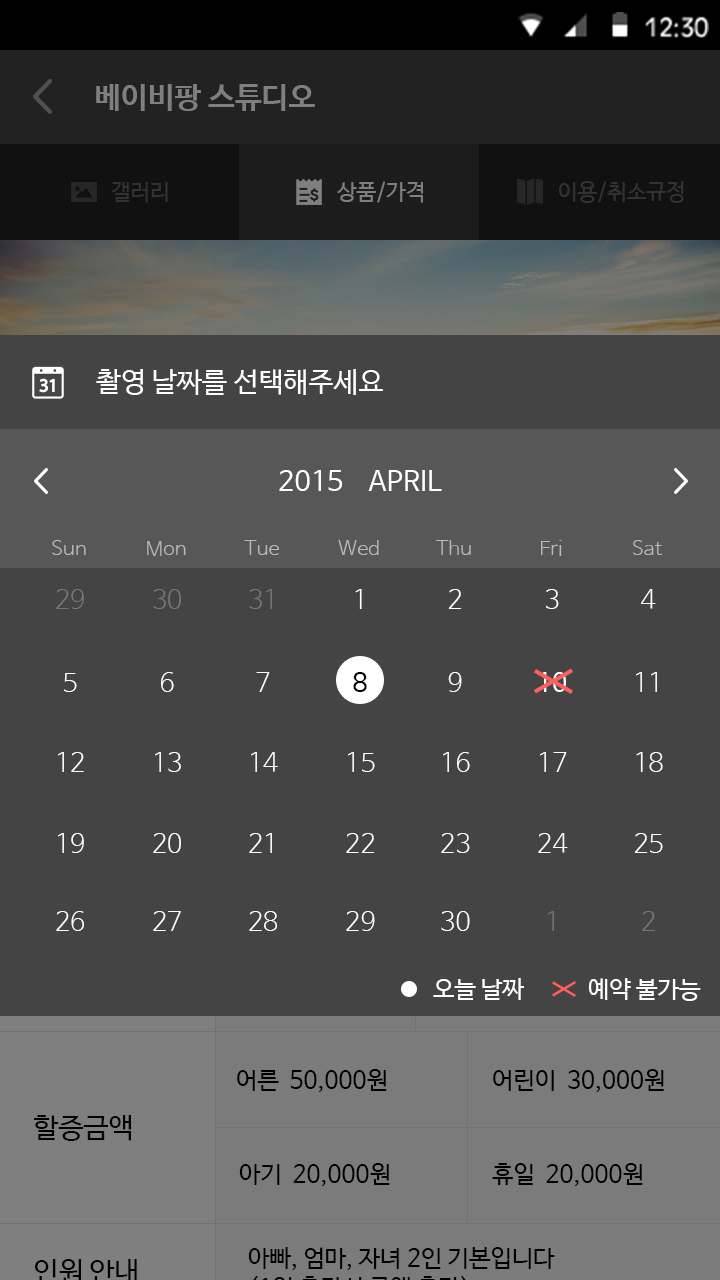 12:30
베이비팡 스튜디오
갤러리 상품/가격 이용/취소규정
31 촬영 날짜를 선택해주세요
2015 APRIL
Sun Mon Tue Wed Thu Fri Sat
29 30 31 1 2 3 4
5 6 7 8 9 10 11
12 13 14 15 16 17 18
19 20 21 22 23 24 25
26 27 28 29 30 1 2
오늘 날짜 예약 불가능
할증금액
어른 50,000원 어린이 30,000원
아기 20,000원 휴일 20,000원
인원 안내
아빠, 엄마, 자녀 2인 기본입니다